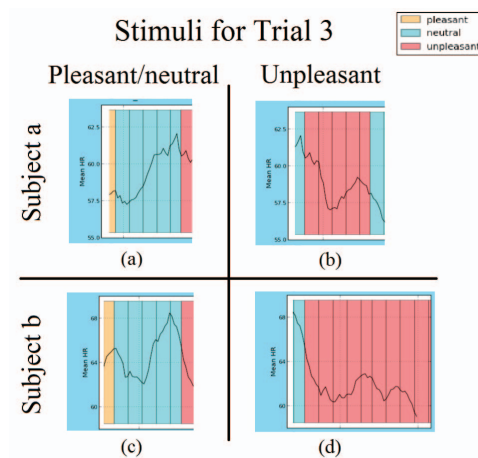 Stimuli for Trial 3
pleasant
neutral
unpleasant
Pleasant/neutral
Unpleasant
Subject a
Mean HR
62.5
60.0
57.5
55.0
(a)
Mean HR
62.5
60.0
57.5
55.0
(b)
Subject b
Mean HR
68
64
60
(c)
Mean HR
68
64
60
(d)